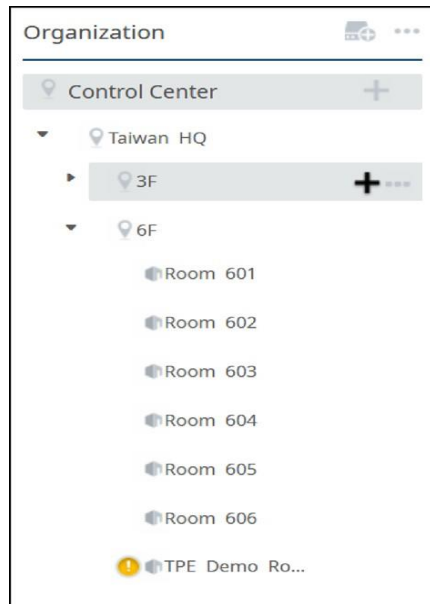 Organization
Control Center
Taiwan HQ
3F
6F
Room 601
Room 602
Room 603
Room 604
Room 605
Room 606
TPE Demo Ro...